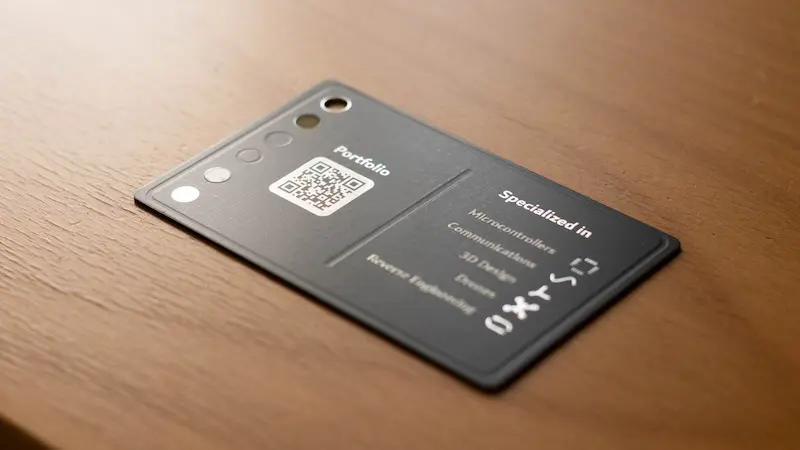 Portfolio
Specialized in
Microcontrollers
Communications
3D Design
Drones
Reverse Engineering